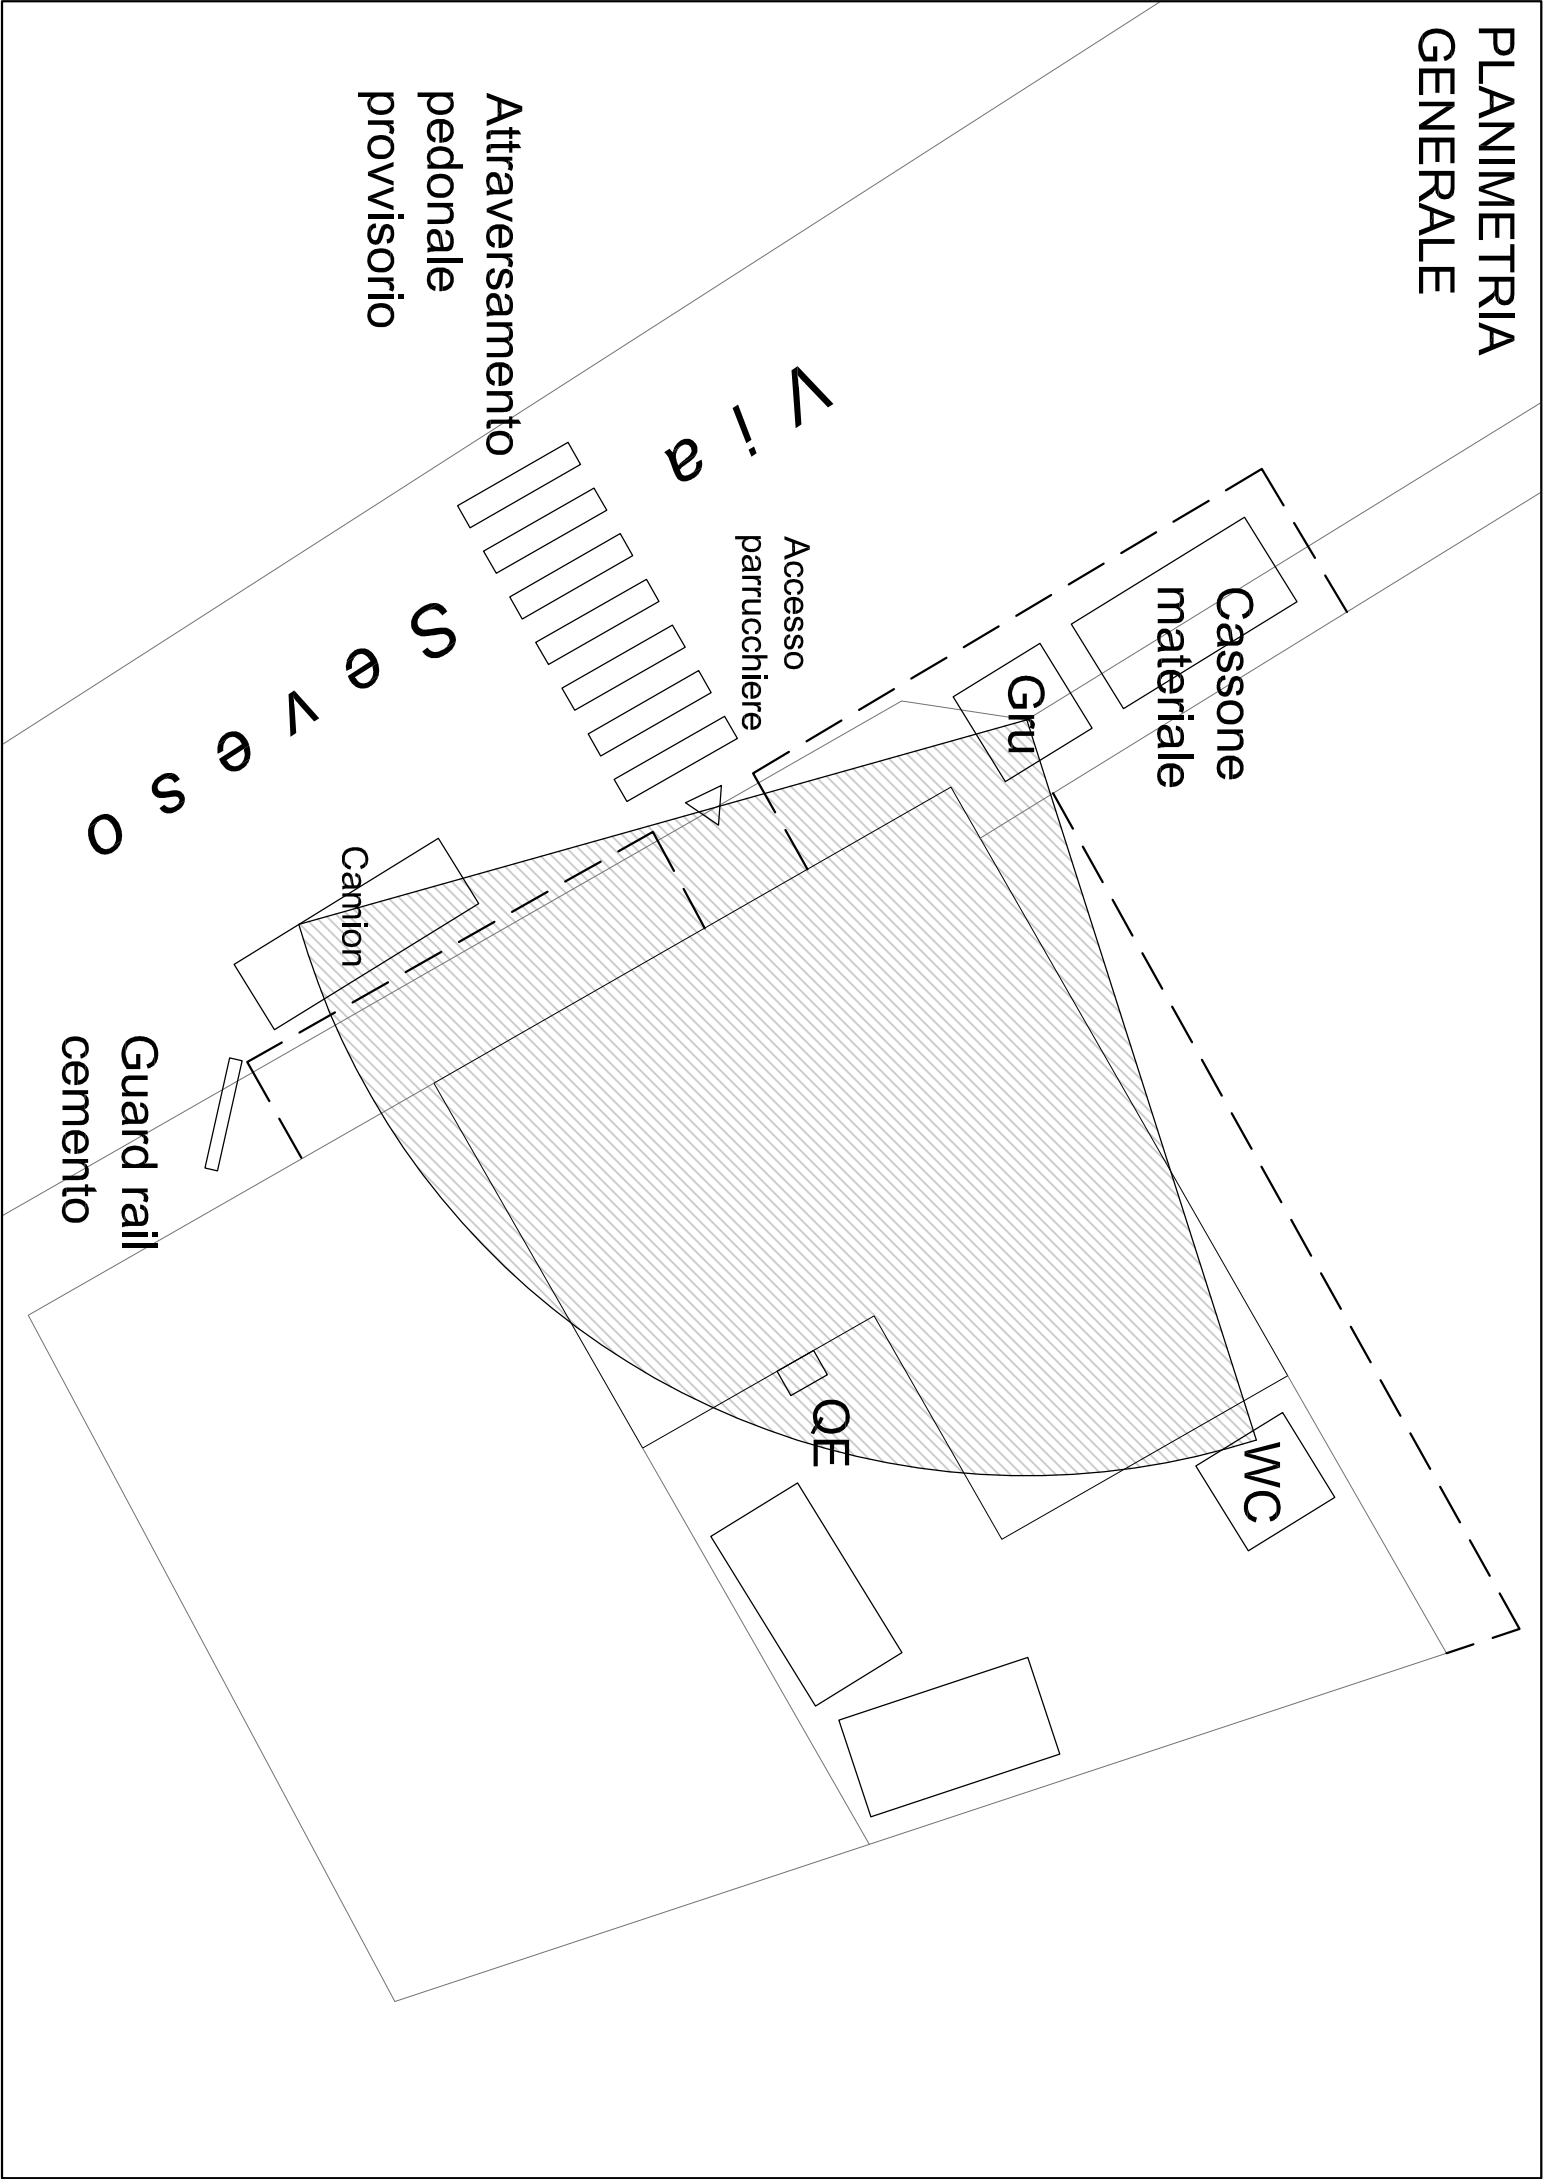 PLANIMETRIA
GENERALE
Attraversamento
pedonale
provvisorio
Via
Seveso
Accesso
parrucchiere
Cassone
materiale
Gru
Camion
Guard rail
cemento
QE
WC